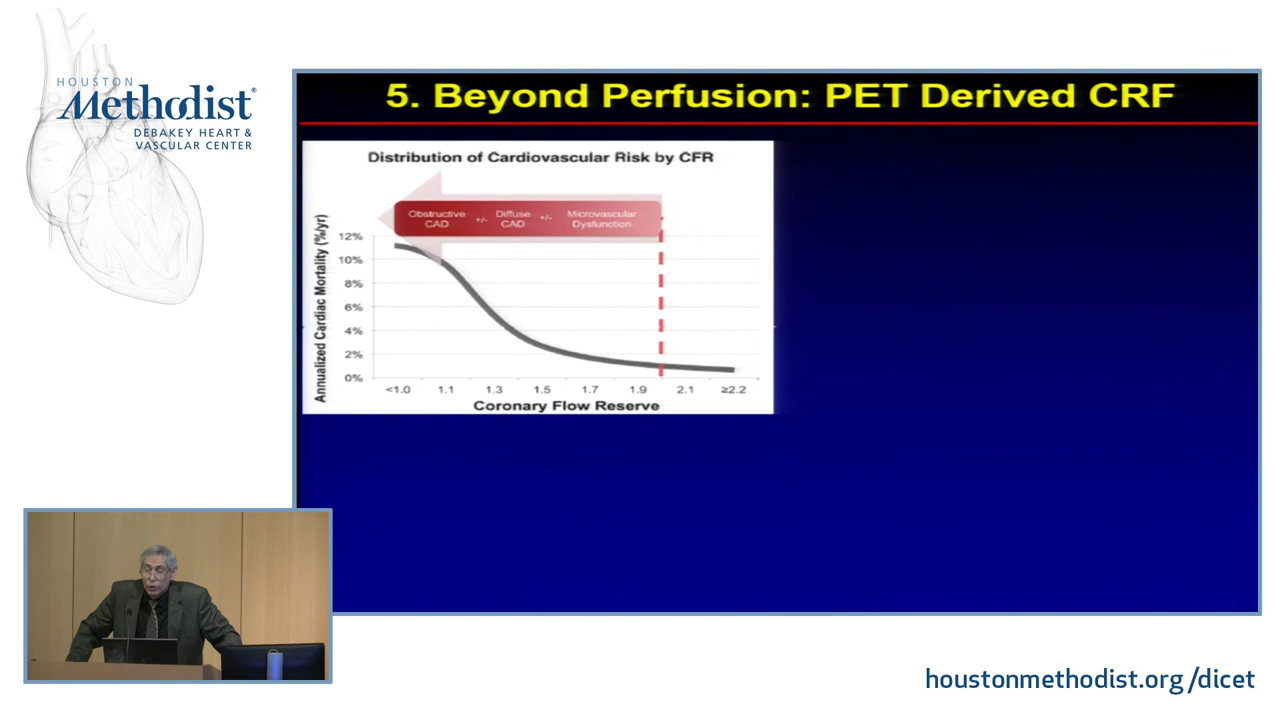 HOUSTON
Methodist®
DEBAKEY HEART &
VASCULAR CENTER
5. Beyond Perfusion: PET Derived CRF
Distribution of Cardiovascular Risk by CFR
Obstructive CAD +/- Diffuse CAD +/- Microvascular Dysfunction
Annualized Cardiac Mortality (%/yr)
12%
10%
8%
6%
4%
2%
0%
<1.0 1.1 1.3 1.5 1.7 1.9 2.1 ≥2.2
Coronary Flow Reserve
houstonmethodist.org/dicet